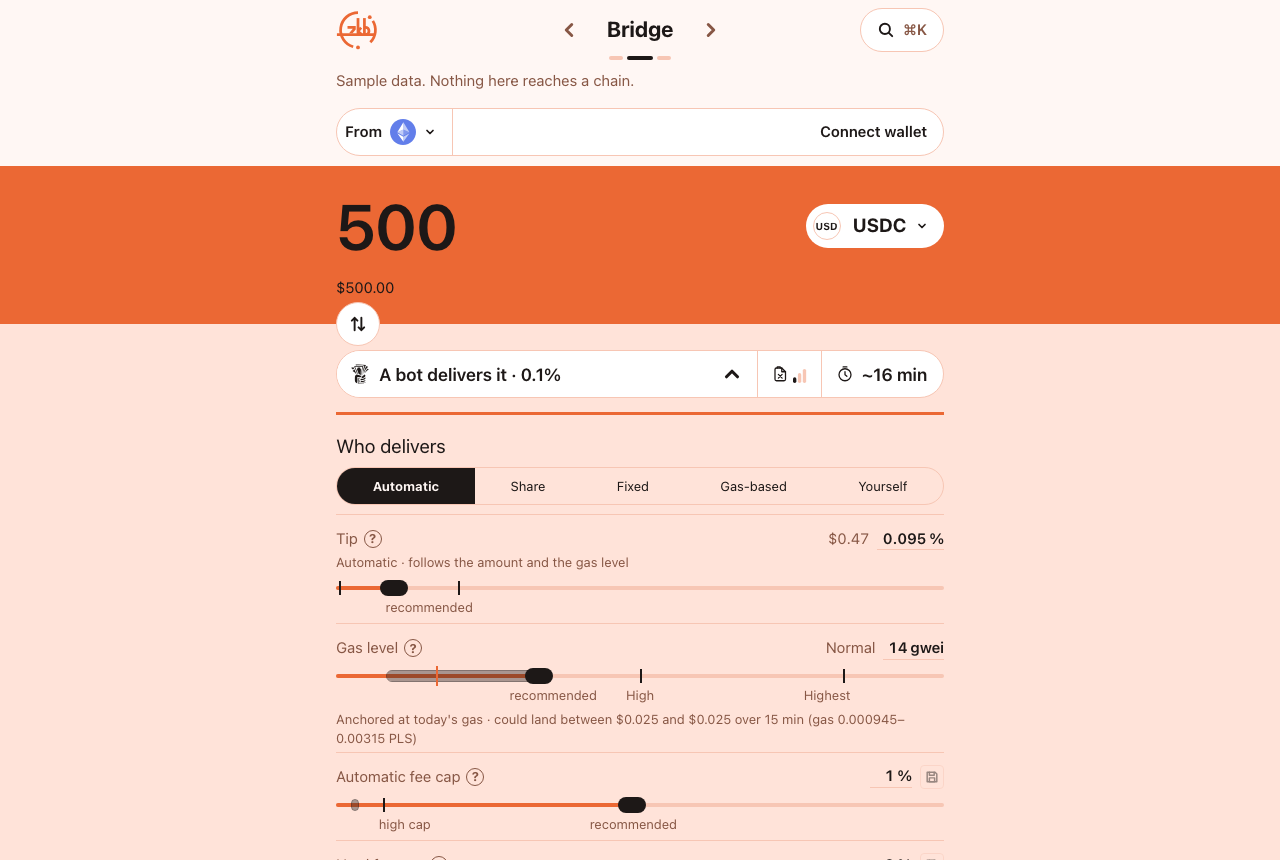 zkb
Bridge
⌘K
Sample data. Nothing here reaches a chain.
From
Connect wallet
500
USD
USDC
$500.00
A bot delivers it · 0.1%
~16 min
Who delivers
Automatic
Share
Fixed
Gas-based
Yourself
Tip ?
$0.47 0.095 %
Automatic · follows the amount and the gas level
recommended
Gas level ?
Normal 14 gwei
recommended
High
Highest
Anchored at today's gas · could land between $0.025 and $0.025 over 15 min (gas 0.000945–
0.00315 PLS)
Automatic fee cap ?
1 %
high cap
recommended